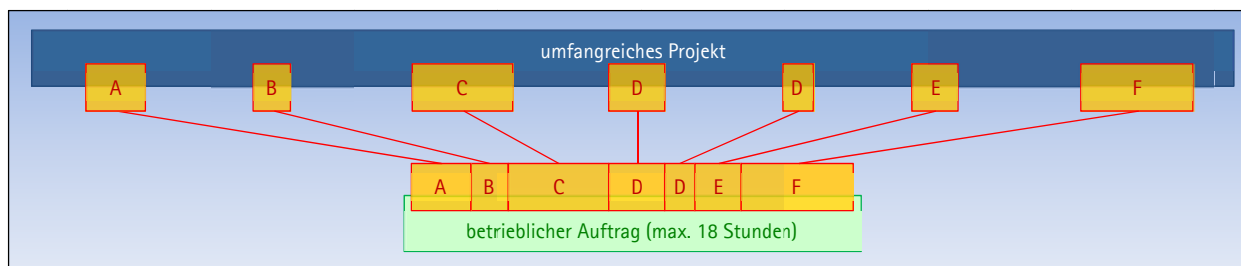 umfangreiches Projekt
A B C D D E F
A B C D D E F
betrieblicher Auftrag (max. 18 Stunden)